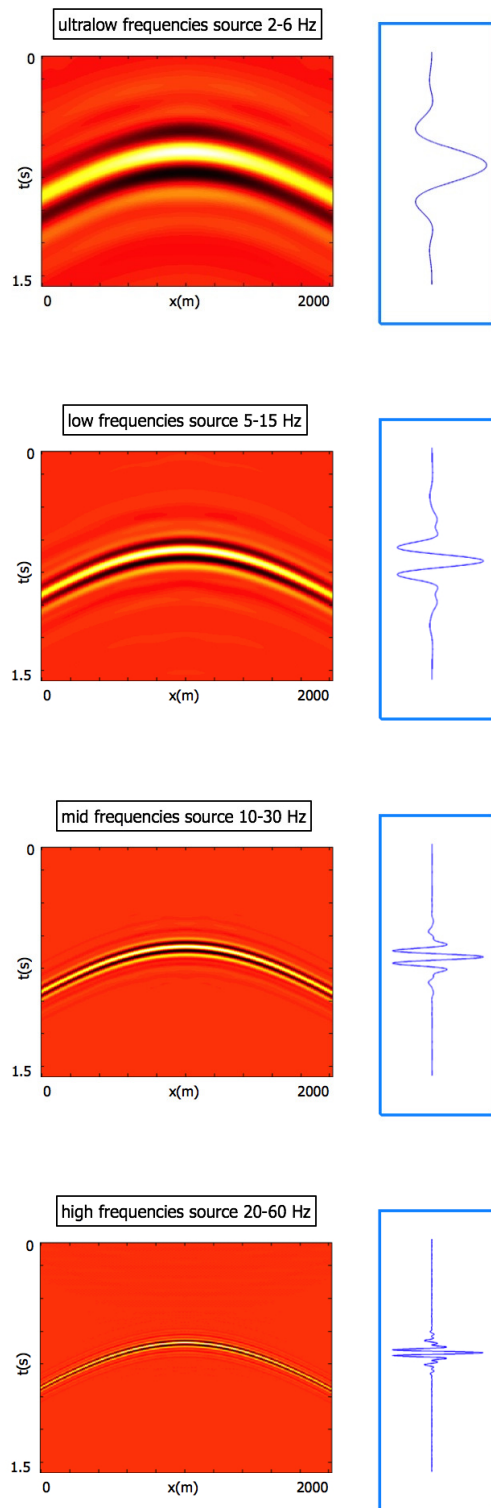 ultralow frequencies source 2-6 Hz
0
t(s)
1.5
0 2000
x(m)
low frequencies source 5-15 Hz
0
t(s)
1.5
0 2000
x(m)
mid frequencies source 10-30 Hz
0
t(s)
1.5
0 2000
x(m)
high frequencies source 20-60 Hz
0
t(s)
1.5
0 2000
x(m)